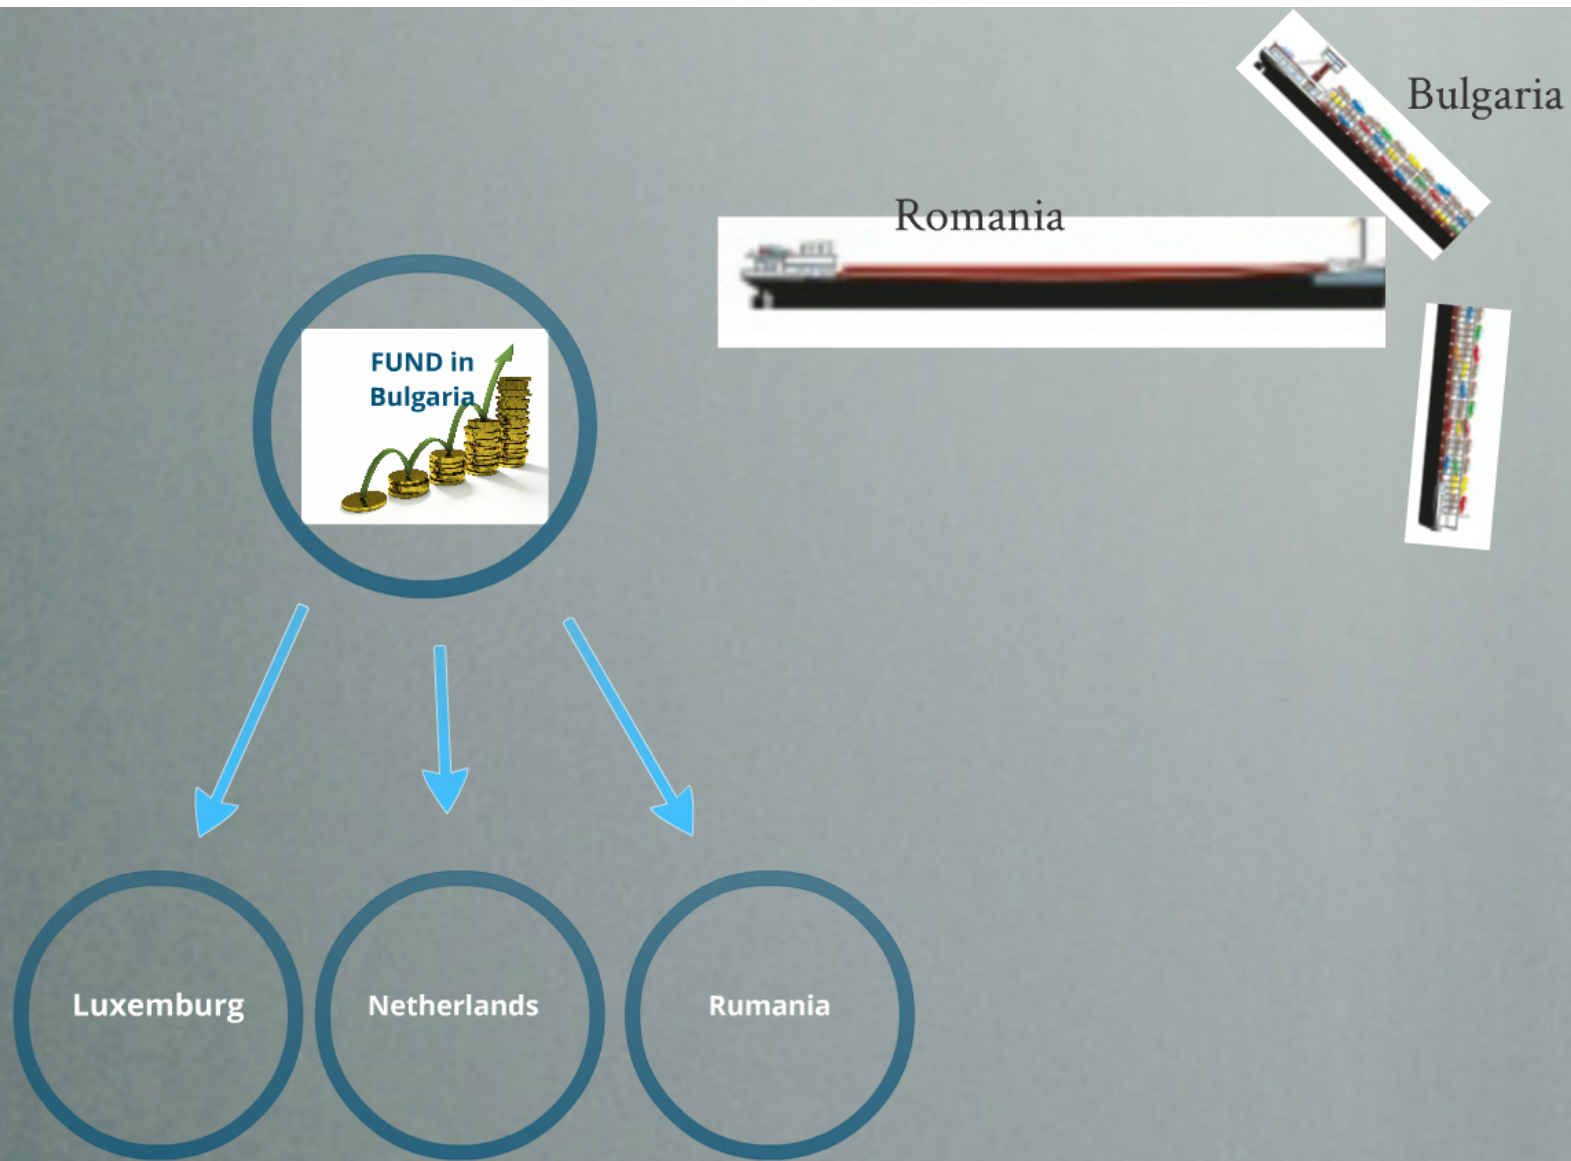 Bulgaria
Romania
FUND in
Bulgaria
Luxemburg
Netherlands
Rumania